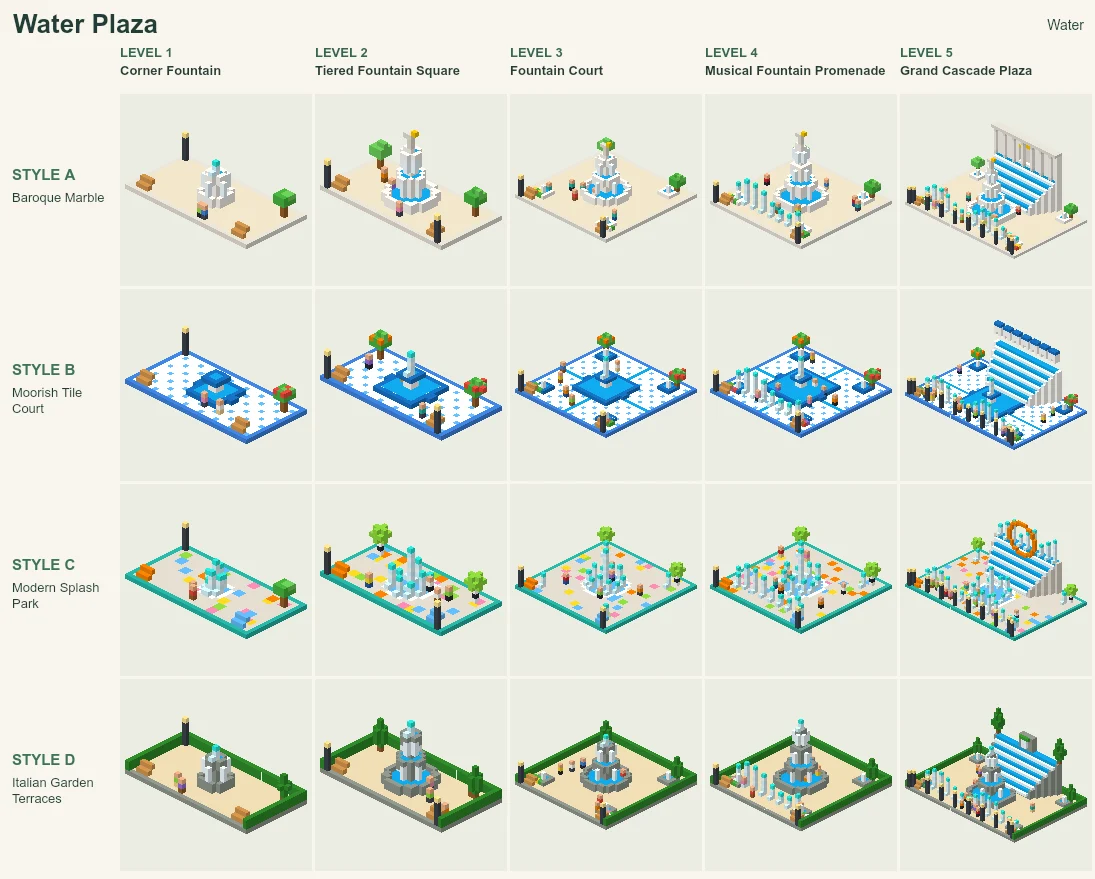 Water Plaza
Water
LEVEL 1
Corner Fountain
LEVEL 2
Tiered Fountain Square
LEVEL 3
Fountain Court
LEVEL 4
Musical Fountain Promenade
LEVEL 5
Grand Cascade Plaza
STYLE A
Baroque Marble
STYLE B
Moorish Tile
Court
STYLE C
Modern Splash
Park
STYLE D
Italian Garden
Terraces